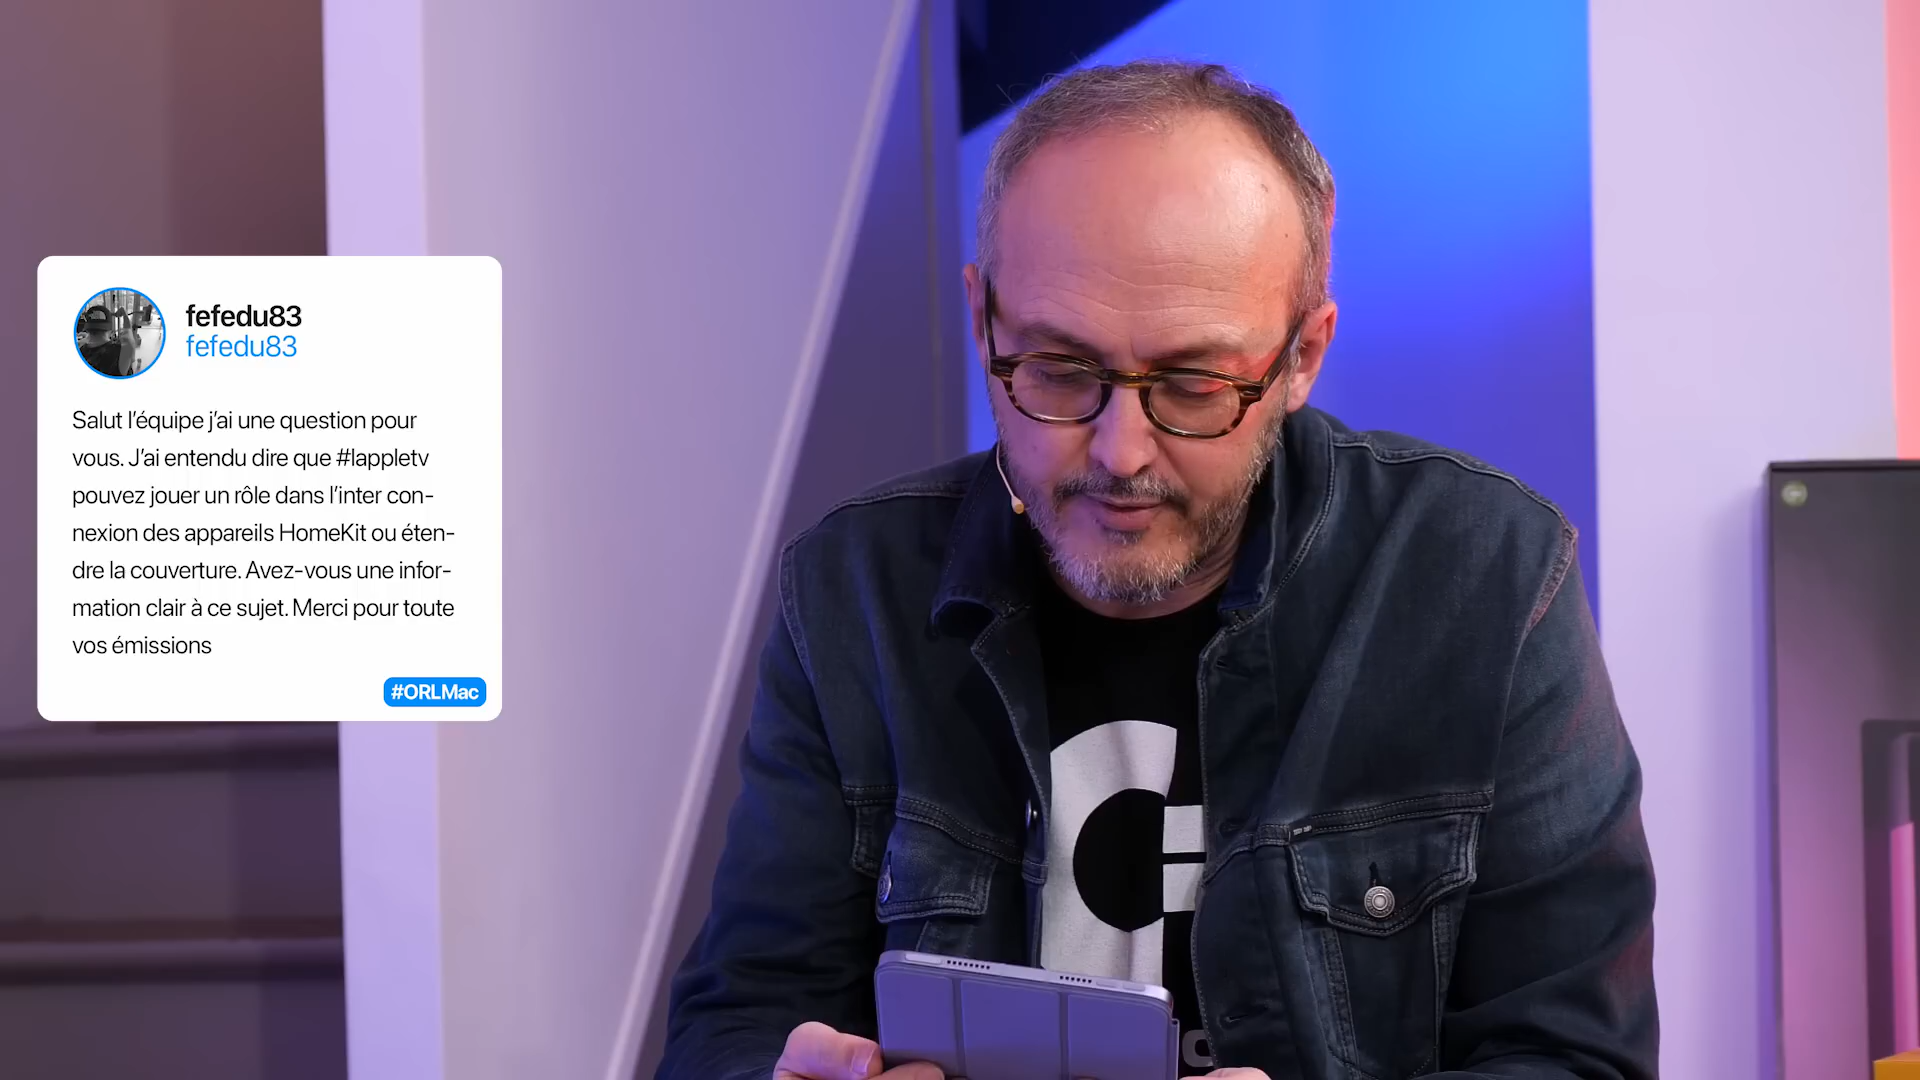 fefedu83
fefedu83
Salut l’équipe j’ai une question pour
vous. J’ai entendu dire que #lappletv
pouvez jouer un rôle dans l’inter con-
nexion des appareils HomeKit ou éten-
dre la couverture. Avez-vous une infor-
mation clair à ce sujet. Merci pour toute
vos émissions
#ORLMac